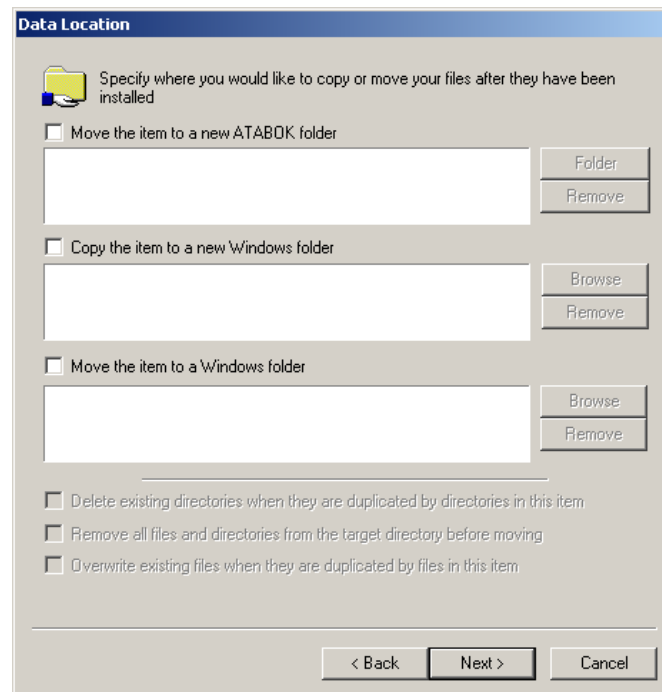 Data Location
Specify where you would like to copy or move your files after they have been
installed
Move the item to a new ATABOK folder
Folder
Remove
Copy the item to a new Windows folder
Browse
Remove
Move the item to a Windows folder
Browse
Remove
Delete existing directories when they are duplicated by directories in this item
Remove all files and directories from the target directory before moving
Overwrite existing files when they are duplicated by files in this item
< Back
Next >
Cancel